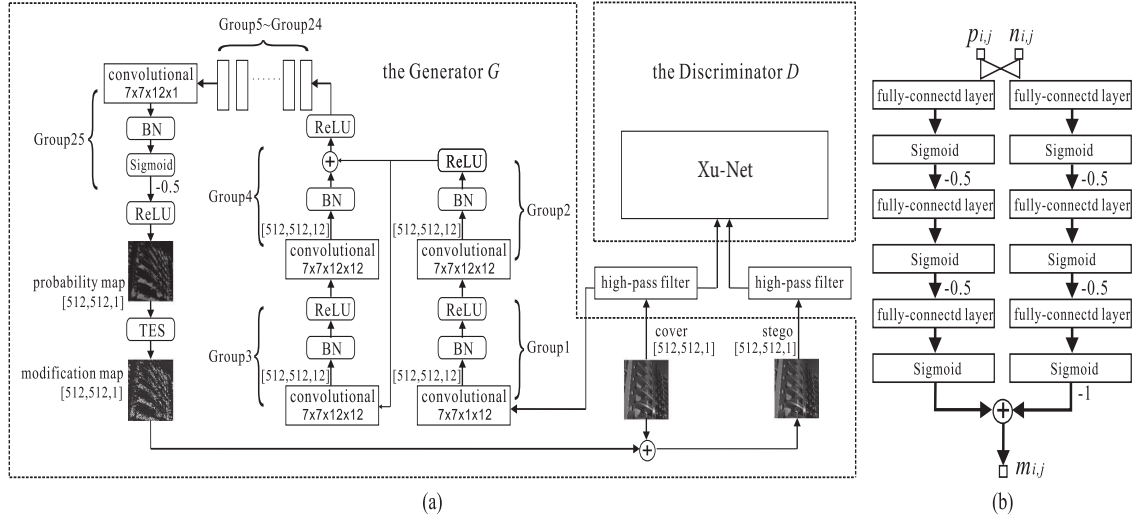 Group5~Group24
the Generator G
convolutional
7x7x12x1
BN
Sigmoid
-0.5
Group25
ReLU
probability map
[512,512,1]
TES
modification map
[512,512,1]
ReLU
BN
[512,512,12]
convolutional
7x7x12x12
Group4
ReLU
BN
[512,512,12]
convolutional
7x7x12x12
Group3
ReLU
BN
[512,512,12]
convolutional
7x7x12x12
Group2
ReLU
BN
[512,512,12]
convolutional
7x7x1x12
Group1
the Discriminator D
Xu-Net
high-pass filter
high-pass filter
cover
[512,512,1]
stego
[512,512,1]
(a)
pi,j
ni,j
fully-connectd layer
fully-connectd layer
Sigmoid
Sigmoid
-0.5
-0.5
fully-connectd layer
fully-connectd layer
Sigmoid
Sigmoid
-0.5
-0.5
fully-connectd layer
fully-connectd layer
Sigmoid
Sigmoid
-1
mi,j
(b)